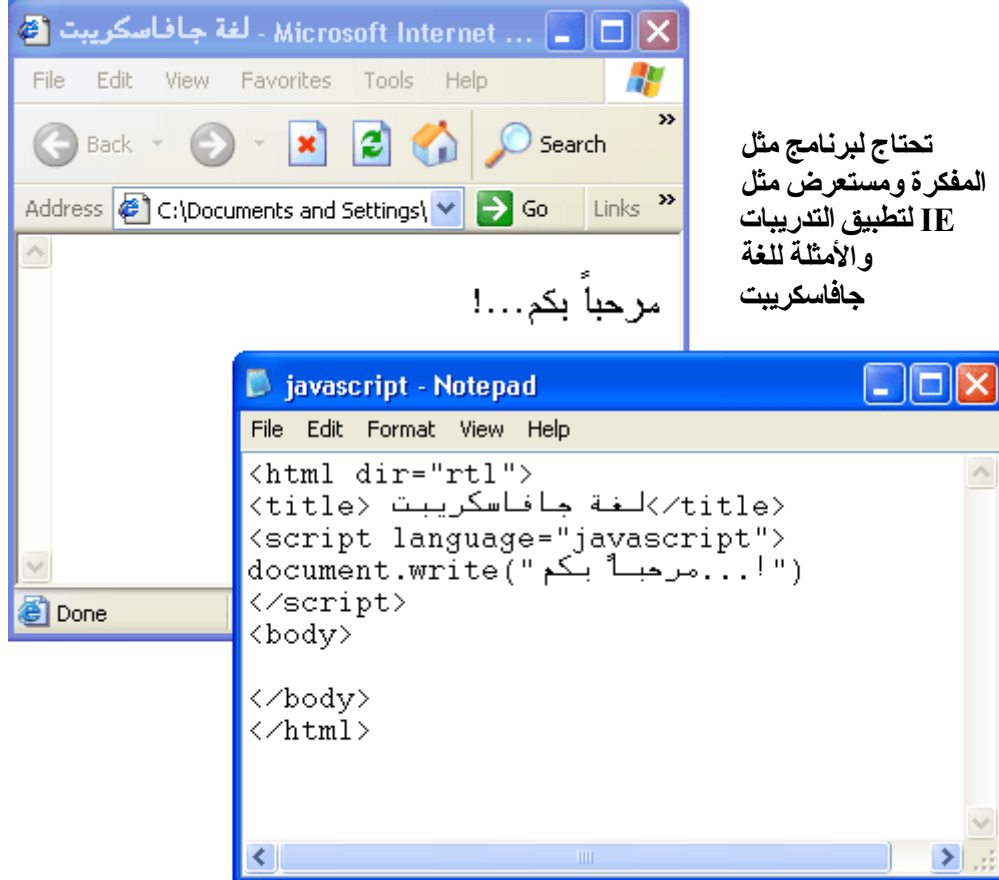 لغة جافاسكريبت - Microsoft Internet ...
File Edit View Favorites Tools Help
Back Search »
Address C:\Documents and Settings\ Go Links »
مرحباً بكم...!
Done
تحتاج لبرنامج مثل
المفكرة ومستعرض مثل
IE لتطبيق التدريبات
والأمثلة للغة
جافاسكريبت
javascript - Notepad
File Edit Format View Help
<html dir="rtl">
<title> لغة جافاسكريبت</title>
<script language="javascript">
document.write("مرحباً بكم...!")
</script>
<body>
</body>
</html>